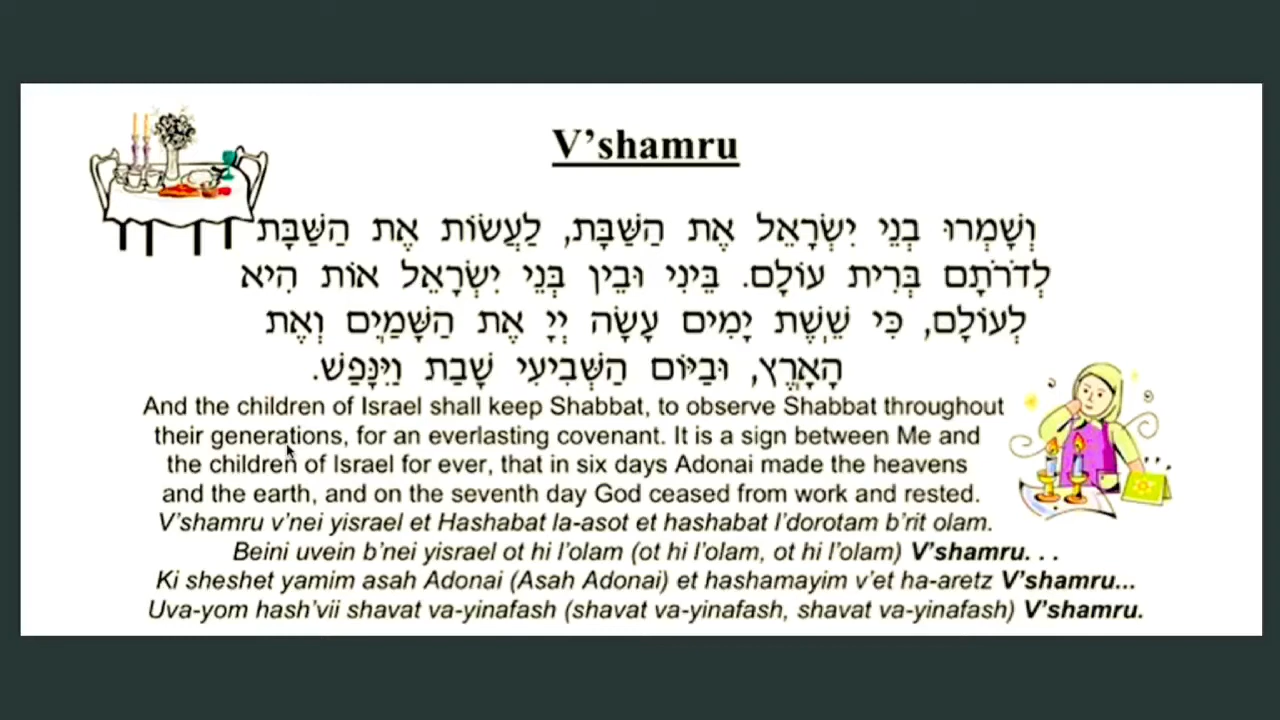 V’shamru
וְשָׁמְרוּ בְנֵי יִשְׂרָאֵל אֶת הַשַּׁבָּת, לַעֲשׂוֹת אֶת הַשַּׁבָּת
לְדֹרֹתָם בְּרִית עוֹלָם. בֵּינִי וּבֵין בְּנֵי יִשְׂרָאֵל אוֹת הִיא
לְעוֹלָם, כִּי שֵׁשֶׁת יָמִים עָשָׂה יְיָ אֶת הַשָּׁמַיִם וְאֶת
הָאָרֶץ, וּבַיּוֹם הַשְּׁבִיעִי שָׁבַת וַיִּנָּפַשׁ.
And the children of Israel shall keep Shabbat, to observe Shabbat throughout
their generations, for an everlasting covenant. It is a sign between Me and
the children of Israel for ever, that in six days Adonai made the heavens
and the earth, and on the seventh day God ceased from work and rested.
V’shamru v’nei yisrael et Hashabat la-asot et hashabat l’dorotam b’rit olam.
Beini uvein b’nei yisrael ot hi l’olam (ot hi l’olam, ot hi l’olam) V’shamru. . .
Ki sheshet yamim asah Adonai (Asah Adonai) et hashamayim v’et ha-aretz V’shamru...
Uva-yom hash’vii shavat va-yinafash (shavat va-yinafash, shavat va-yinafash) V’shamru.